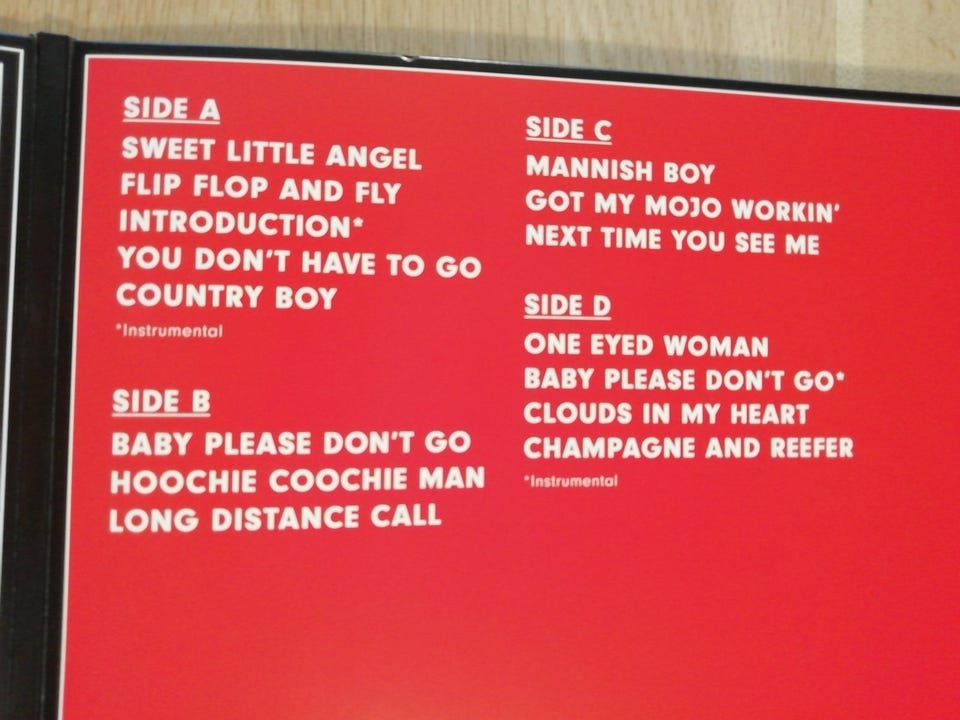 SIDE A
SWEET LITTLE ANGEL
FLIP FLOP AND FLY
INTRODUCTION*
YOU DON'T HAVE TO GO
COUNTRY BOY
*Instrumental
SIDE B
BABY PLEASE DON'T GO
HOOCHIE COOCHIE MAN
LONG DISTANCE CALL
SIDE C
MANNISH BOY
GOT MY MOJO WORKIN'
NEXT TIME YOU SEE ME
SIDE D
ONE EYED WOMAN
BABY PLEASE DON'T GO*
CLOUDS IN MY HEART
CHAMPAGNE AND REEFER
*Instrumental